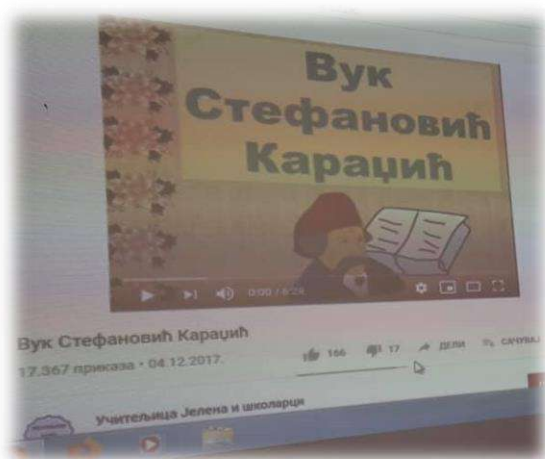 Вук
Стефановић
Караџић
0:00 / 6:28
Вук Стефановић Караџић
17.367 приказа • 04.12.2017.
166
17
ДЕЛИ
САЧУВАЈ
Учитељица Јелена и школарци